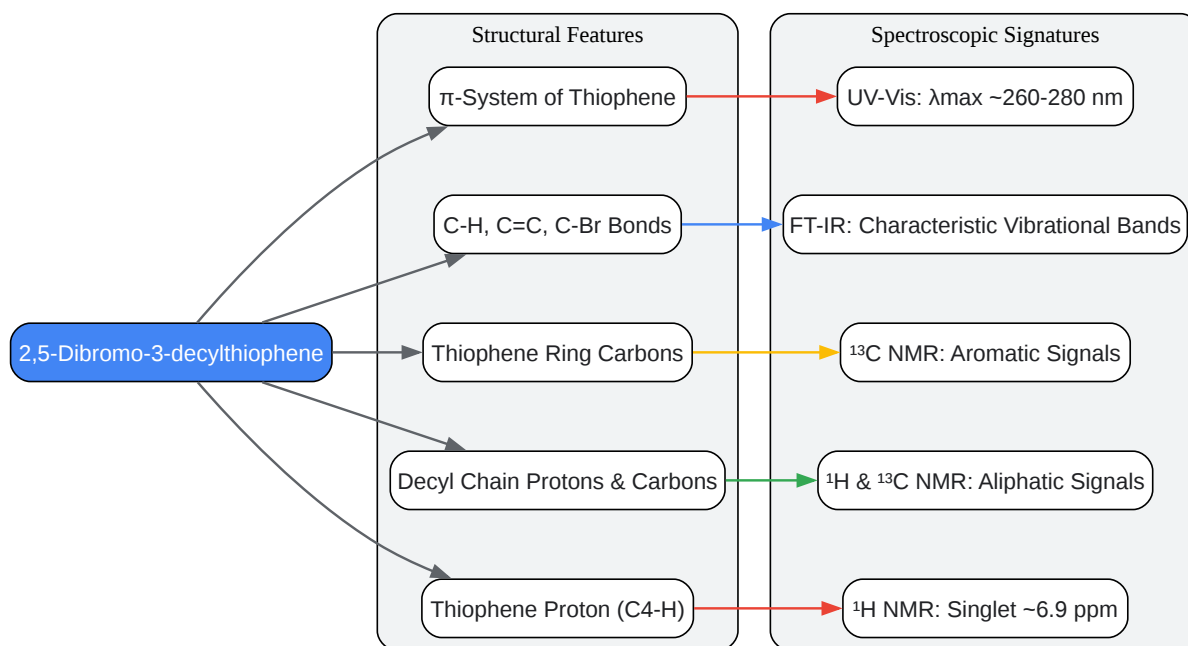 Structural Features
Spectroscopic Signatures
π-System of Thiophene
UV-Vis: λmax ~260-280 nm
C-H, C=C, C-Br Bonds
FT-IR: Characteristic Vibrational Bands
2,5-Dibromo-3-decylthiophene
Thiophene Ring Carbons
¹³C NMR: Aromatic Signals
Decyl Chain Protons & Carbons
¹H & ¹³C NMR: Aliphatic Signals
Thiophene Proton (C4-H)
¹H NMR: Singlet ~6.9 ppm